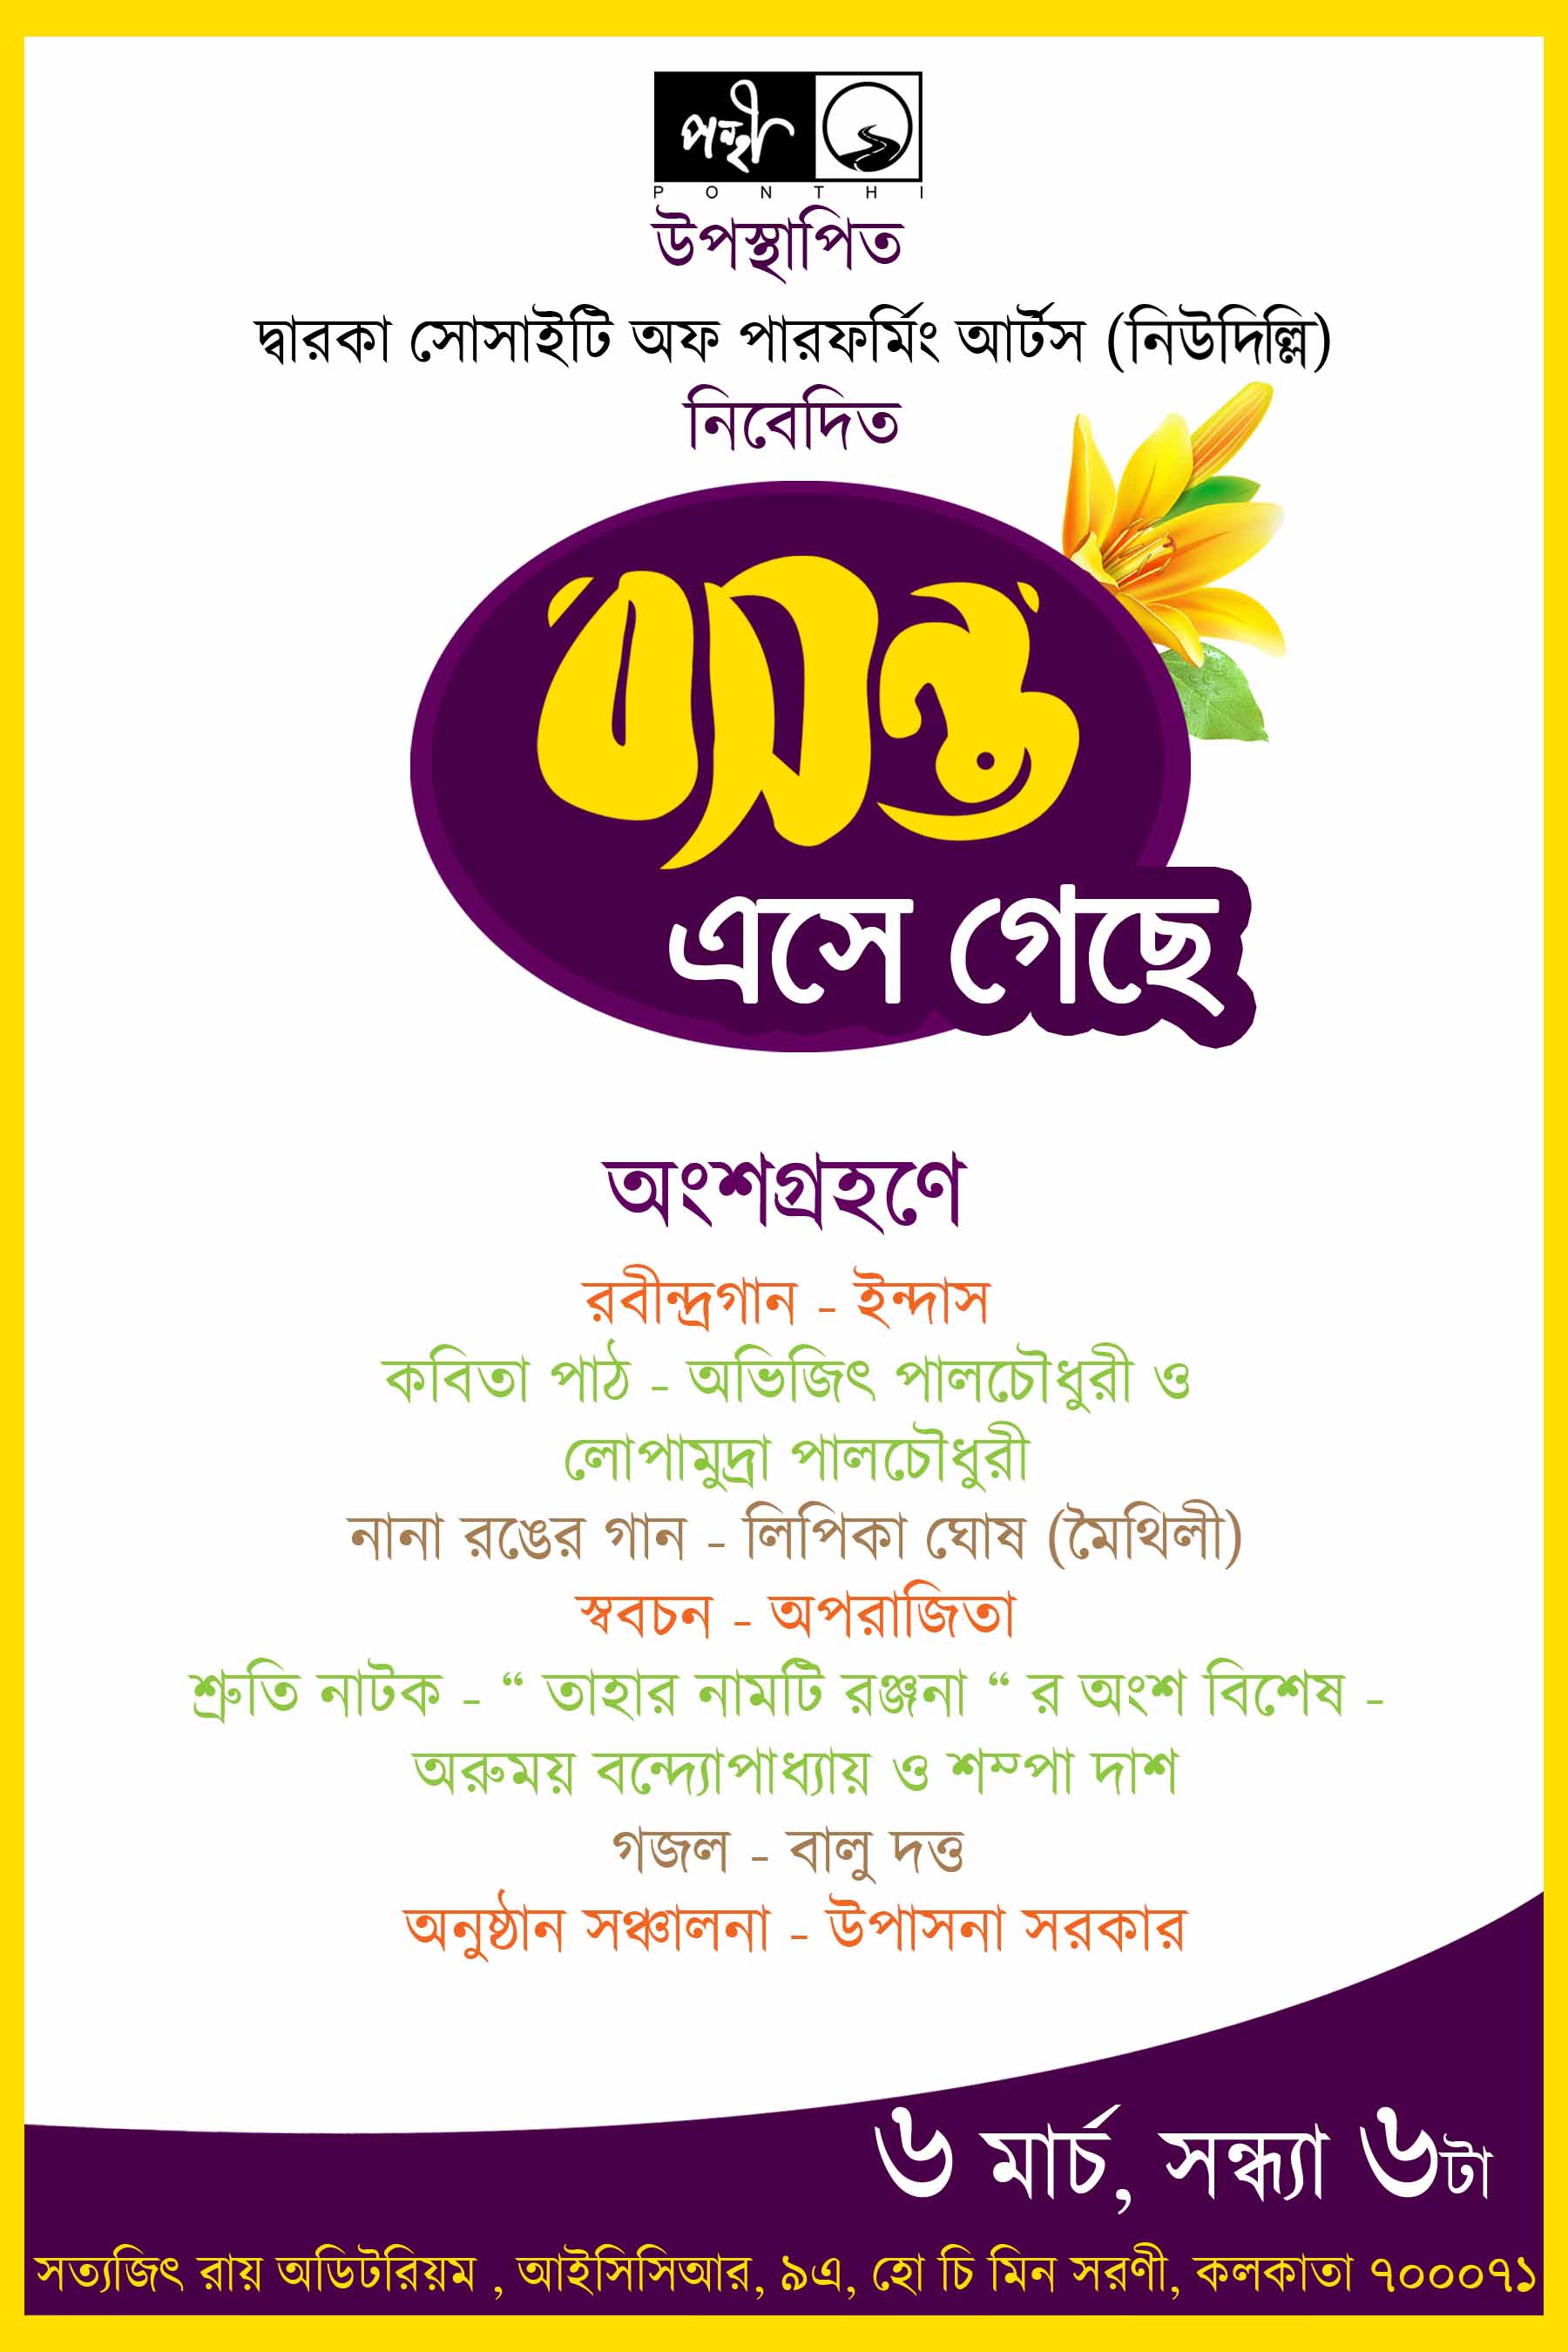 পন্থী
PONTHI
উপস্থাপিত
দ্বারকা সোসাইটি অফ পারফর্মিং আর্টস (নিউদিল্লি)
নিবেদিত
বসন্ত
এসে গেছে
অংশগ্রহণে
রবীন্দ্রগান - ইন্দাস
কবিতা পাঠ - অভিজিৎ পালচৌধুরী ও
লোপামুদ্রা পালচৌধুরী
নানা রঙের গান - লিপিকা ঘোষ (মৈথিলী)
স্ববচন - অপরাজিতা
শ্রুতি নাটক - “ তাহার নামটি রঞ্জনা “ র অংশ বিশেষ -
অরুময় বন্দ্যোপাধ্যায় ও শম্পা দাশ
গজল - বালু দত্ত
অনুষ্ঠান সঞ্চালনা - উপাসনা সরকার
৬ মার্চ, সন্ধ্যা ৬টা
সত্যজিৎ রায় অডিটরিয়ম , আইসিসিআর, ৯এ, হো চি মিন সরণী, কলকাতা ৭০০০৭১